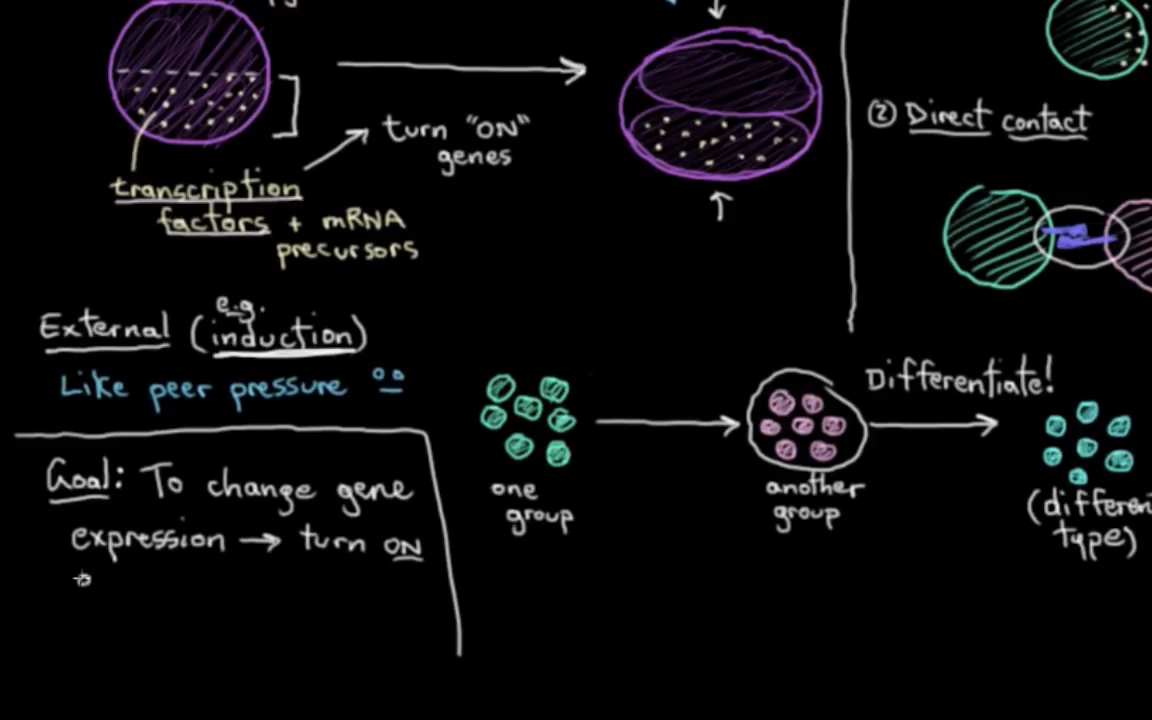 turn "ON"
genes
transcription
factors + mRNA
precursors
② Direct contact
External (induction)
e.g.
Like peer pressure
one
group
another
group
Differentiate!
(differen
type)
Goal: To change gene
expression → turn ON